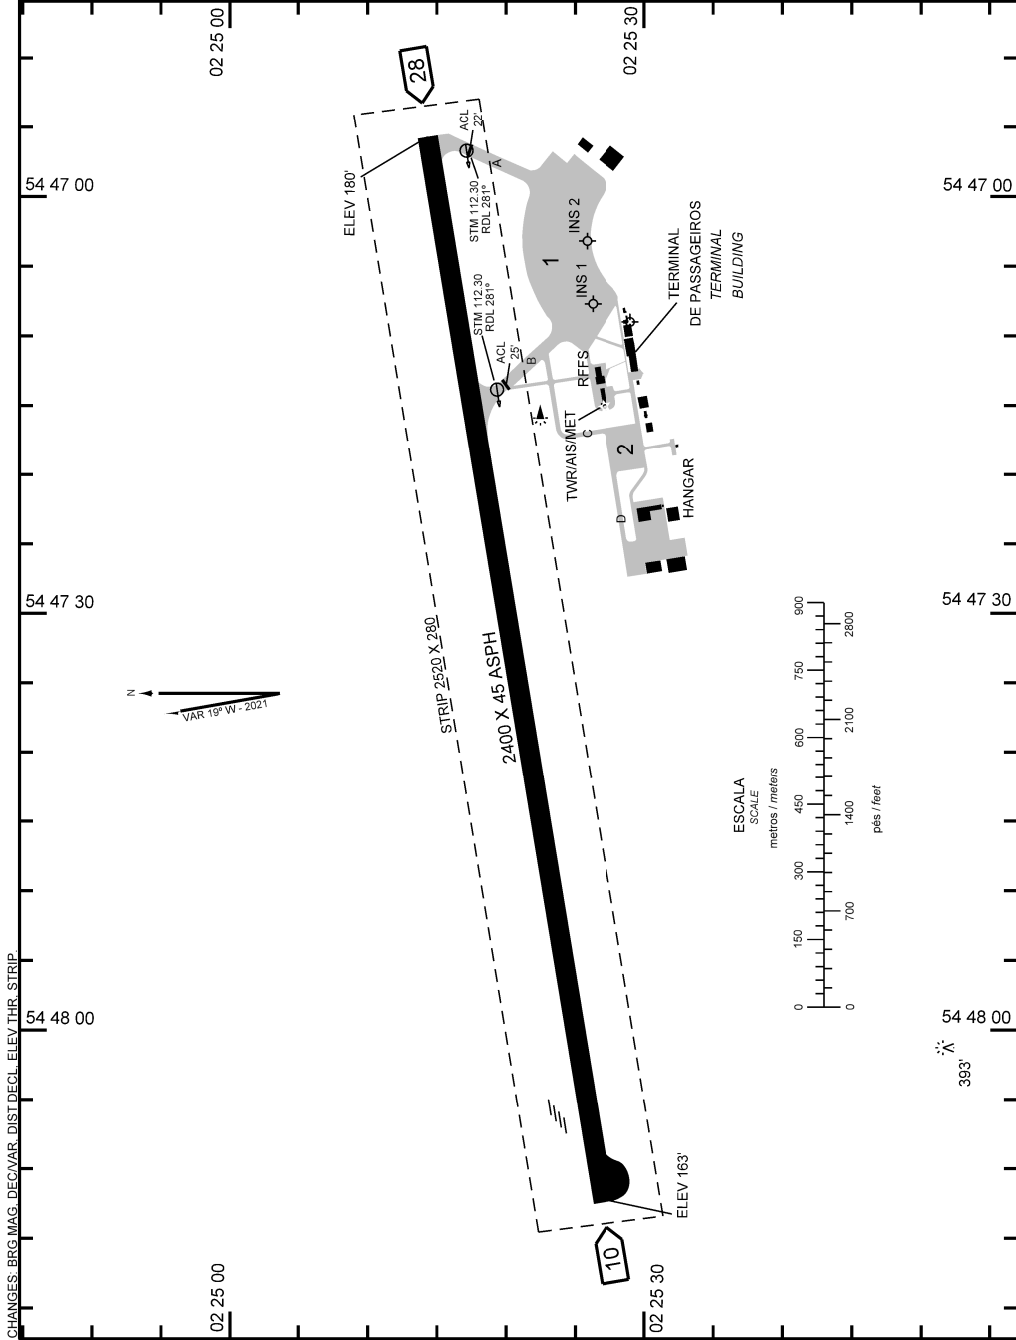 CHANGES: BRG MAG, DEC/VAR, DIST DECL, ELEV THR, STRIP.
02 25 00
02 25 30
54 47 00
54 47 00
54 47 30
54 47 30
54 48 00
54 48 00
02 25 00
02 25 30
28
ELEV 180'
ACL
22'
A
STM 112.30
RDL 281º
STM 112.30
RDL 281º
ACL
25'
B
1
INS 2
INS 1
TERMINAL
DE PASSAGEIROS
TERMINAL
BUILDING
RFFS
TWR/AIS/MET
C
2
D
HANGAR
STRIP 2520 X 280
2400 X 45 ASPH
N
VAR 19º W - 2021
ESCALA
SCALE
metros / meters
0 150 300 450 600 750 900
0 700 1400 2100 2800
pés / feet
393'
ELEV 163'
10